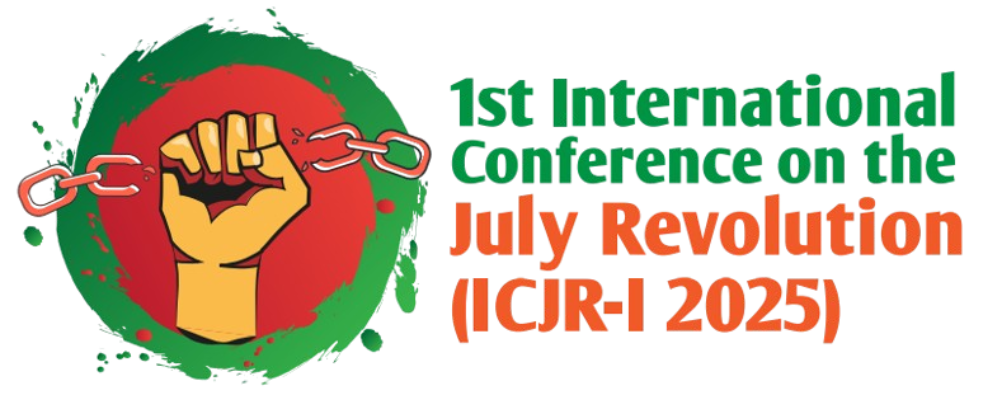 1st International
Conference on the
July Revolution
(ICJR-I 2025)